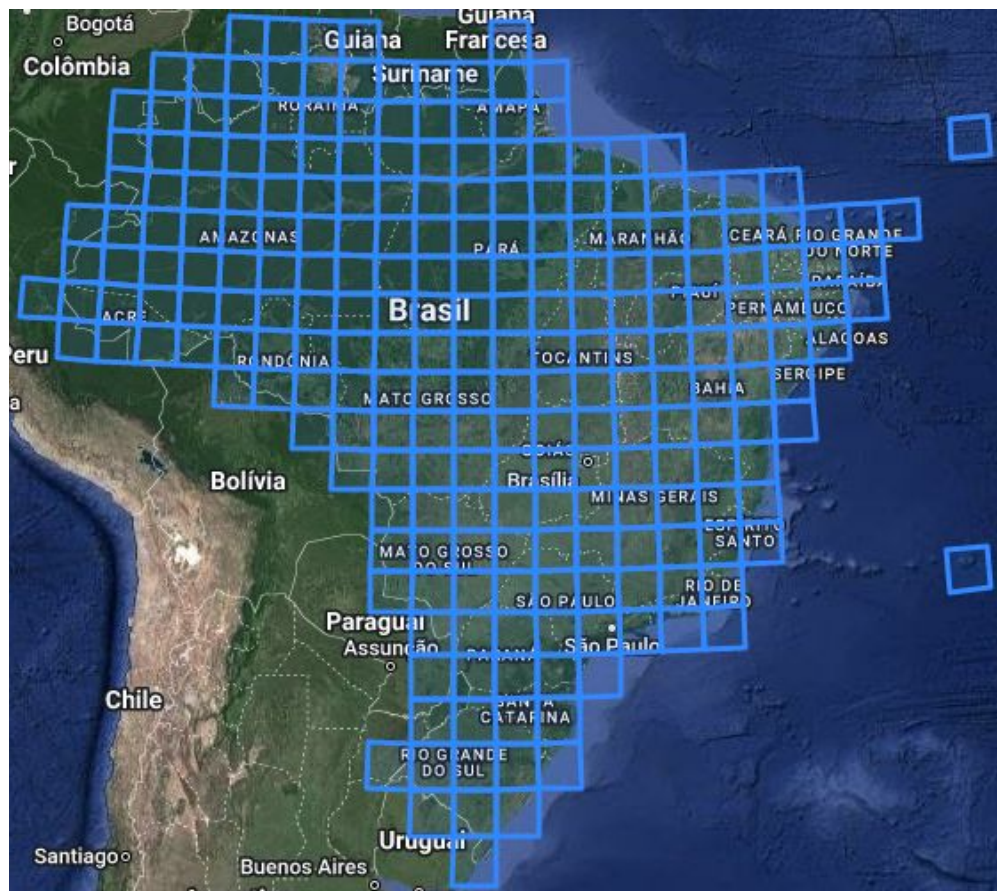 Bogotá
Colômbia
Guiana
Guiana
Francesa
Suriname
RORAIMA
AMAPÁ
AMAZONAS
PARÁ
MARANHÃO
CEARÁ
RIO GRANDE
DO NORTE
PARAÍBA
PIAUÍ
PERNAMBUCO
Brasil
ACRE
ALAGOAS
Peru
RONDÔNIA
TOCANTINS
SERGIPE
BAHIA
MATO GROSSO
GOIÁS
Brasília
Bolívia
MINAS GERAIS
ESPÍRITO
SANTO
MATO GROSSO
DO SUL
RIO DE
JANEIRO
SÃO PAULO
Paraguai
Assunção
São Paulo
PARANÁ
Chile
SANTA
CATARINA
RIO GRANDE
DO SUL
Uruguai
Santiago
Buenos Aires